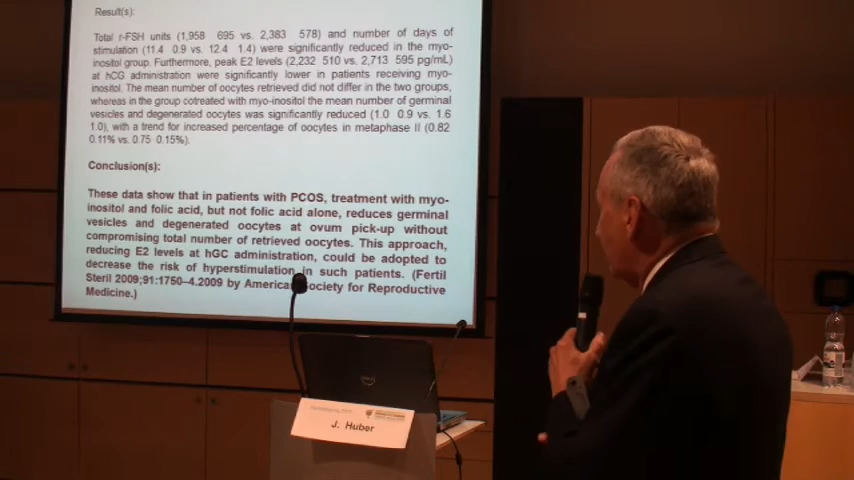 Result(s):
Total r-FSH units (1,958 695 vs. 2,383 578) and number of days of
stimulation (11.4 0.9 vs. 12.4 1.4) were significantly reduced in the myo-
inositol group. Furthermore, peak E2 levels (2,232 510 vs. 2,713 595 pg/mL)
at hCG administration were significantly lower in patients receiving myo-
inositol. The mean number of oocytes retrieved did not differ in the two groups,
whereas in the group cotreated with myo-inositol the mean number of germinal
vesicles and degenerated oocytes was significantly reduced (1.0 0.9 vs. 1.6
1.0), with a trend for increased percentage of oocytes in metaphase II (0.82
0.11% vs. 0.75 0.15%).
Conclusion(s):
These data show that in patients with PCOS, treatment with myo-
inositol and folic acid, but not folic acid alone, reduces germinal
vesicles and degenerated oocytes at ovum pick-up without
compromising total number of retrieved oocytes. This approach,
reducing E2 levels at hGC administration, could be adopted to
decrease the risk of hyperstimulation in such patients. (Fertil
Steril 2009;91:1750–4.2009 by American Society for Reproductive
Medicine.)
DELL
J. Huber